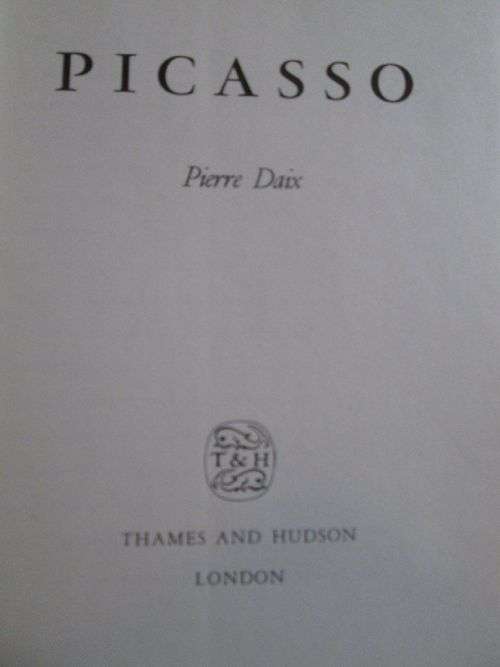 PICASSO
Pierre Daix
T & H
THAMES AND HUDSON
LONDON